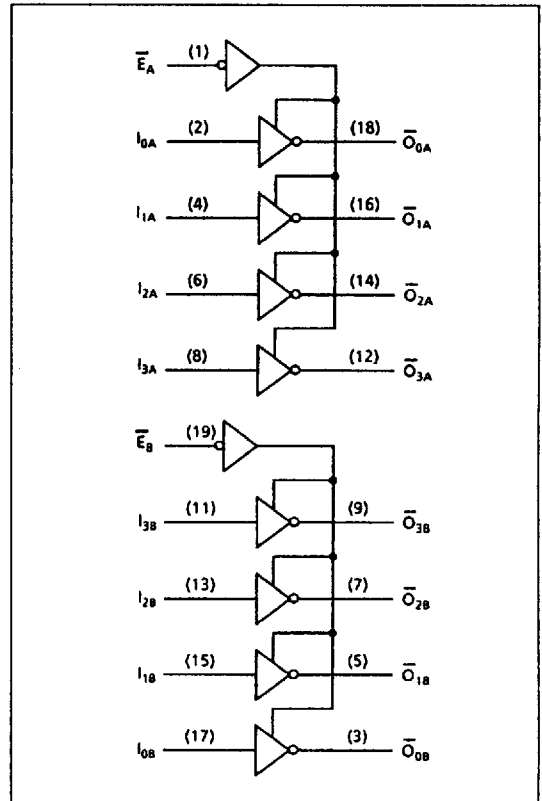 E̅A (1)
I0A (2) (18) O̅0A
I1A (4) (16) O̅1A
I2A (6) (14) O̅2A
I3A (8) (12) O̅3A
E̅B (19)
I3B (11) (9) O̅3B
I2B (13) (7) O̅2B
I1B (15) (5) O̅1B
I0B (17) (3) O̅0B